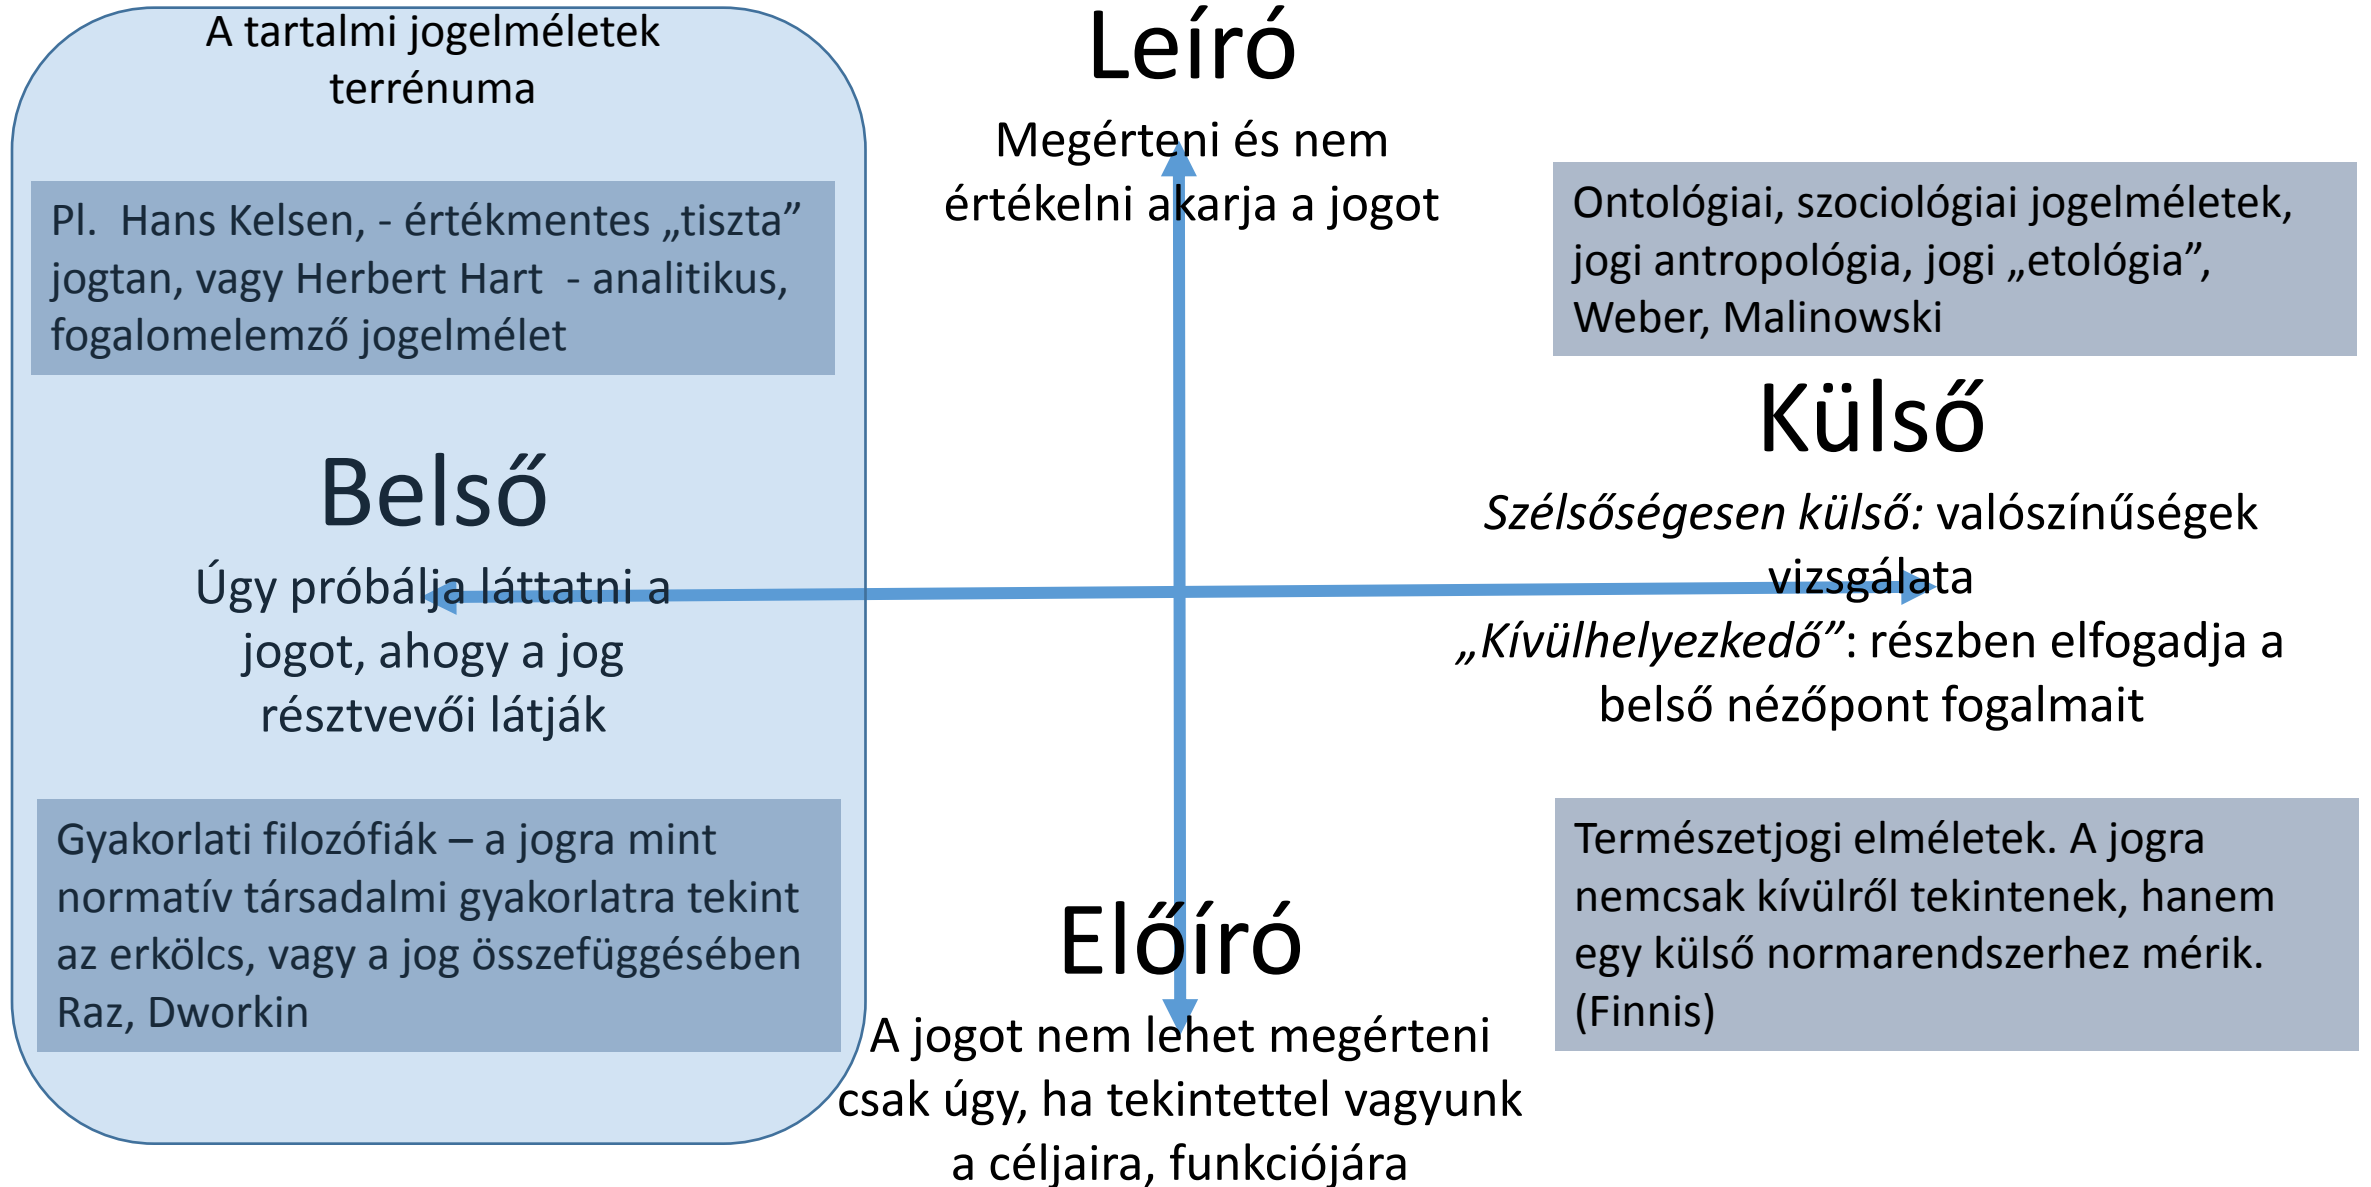 A tartalmi jogelméletek
terrénuma
Pl.  Hans Kelsen, - értékmentes „tiszta”
jogtan, vagy Herbert Hart  - analitikus,
fogalomelemző jogelmélet
Belső
Úgy próbálja láttatni a
jogot, ahogy a jog
résztvevői látják
Gyakorlati filozófiák – a jogra mint
normatív társadalmi gyakorlatra tekint
az erkölcs, vagy a jog összefüggésében
Raz, Dworkin
Leíró
Megérteni és nem
értékelni akarja a jogot
Előíró
A jogot nem lehet megérteni
csak úgy, ha tekintettel vagyunk
a céljaira, funkciójára
Ontológiai, szociológiai jogelméletek,
jogi antropológia, jogi „etológia”,
Weber, Malinowski
Külső
Szélsőségesen külső: valószínűségek
vizsgálata
„Kívülhelyezkedő”: részben elfogadja a
belső nézőpont fogalmait
Természetjogi elméletek. A jogra
nemcsak kívülről tekintenek, hanem
egy külső normarendszerhez mérik.
(Finnis)